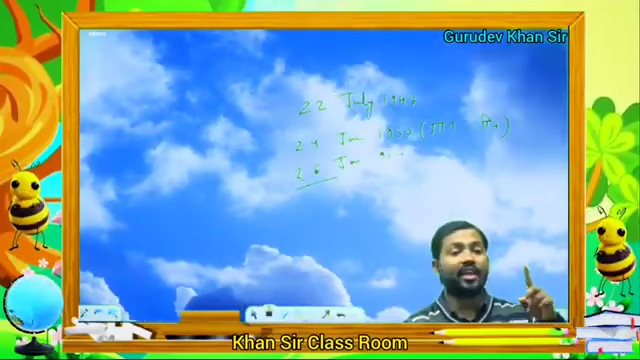 Gurudev Khan Sir
22 July 1947
24 Jan 1950
26 Jan
Khan Sir Class Room